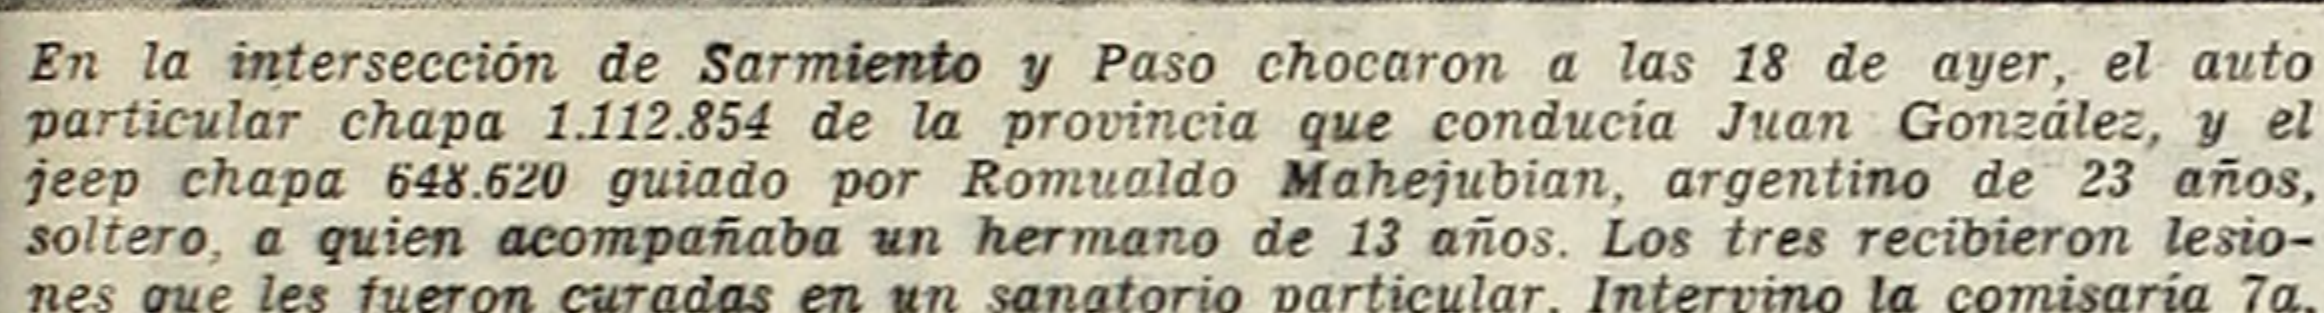 En la intersección de Sarmiento y Paso chocaron a las 18 de ayer, el auto
particular chapa 1.112.854 de la provincia que conducía Juan González, y el
jeep chapa 648.620 guiado por Romualdo Mahejubian, argentino de 23 años,
soltero, a quien acompañaba un hermano de 13 años. Los tres recibieron lesio-
nes que les fueron curadas en un sanatorio particular. Intervino la comisaría 7a.